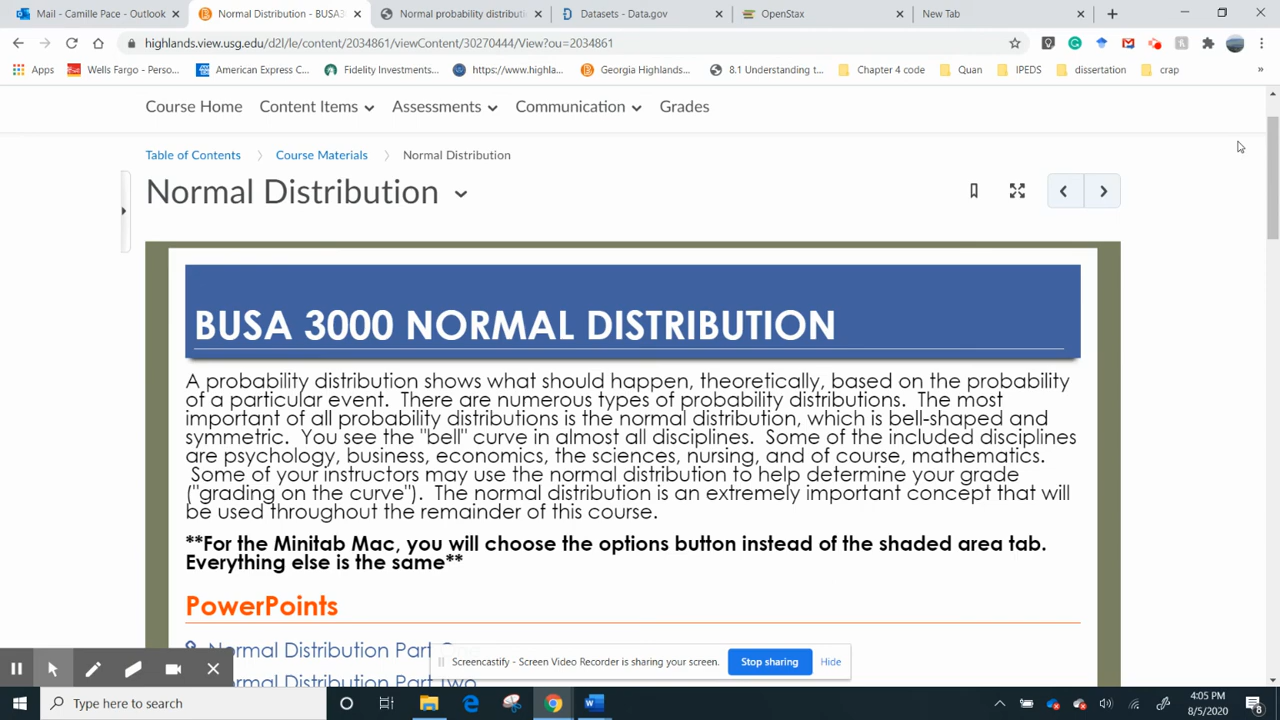 Mail - Camille Pace - Outlook
Normal Distribution - BUSA3
Normal probability distributi
Datasets - Data.gov
OpenStax
New Tab
highlands.view.usg.edu/d2l/le/content/2034861/viewContent/30270444/View?ou=2034861
Apps
Wells Fargo - Perso...
American Express C...
Fidelity Investments...
https://www.highla...
Georgia Highlands...
8.1 Understanding t...
Chapter 4 code
Quan
IPEDS
dissertation
crap
»
Course Home
Content Items
Assessments
Communication
Grades
Table of Contents
Course Materials
Normal Distribution
Normal Distribution
BUSA 3000 NORMAL DISTRIBUTION
A probability distribution shows what should happen, theoretically, based on the probability
of a particular event. There are numerous types of probability distributions. The most
important of all probability distributions is the normal distribution, which is bell-shaped and
symmetric. You see the "bell" curve in almost all disciplines. Some of the included disciplines
are psychology, business, economics, the sciences, nursing, and of course, mathematics.
Some of your instructors may use the normal distribution to help determine your grade
("grading on the curve"). The normal distribution is an extremely important concept that will
be used throughout the remainder of this course.
**For the Minitab Mac, you will choose the options button instead of the shaded area tab.
Everything else is the same**
PowerPoints
Normal Distribution Part One
Normal Distribution Part Two
Screencastify - Screen Video Recorder is sharing your screen.
Stop sharing
Hide
Type here to search
4:05 PM
8/5/2020
8